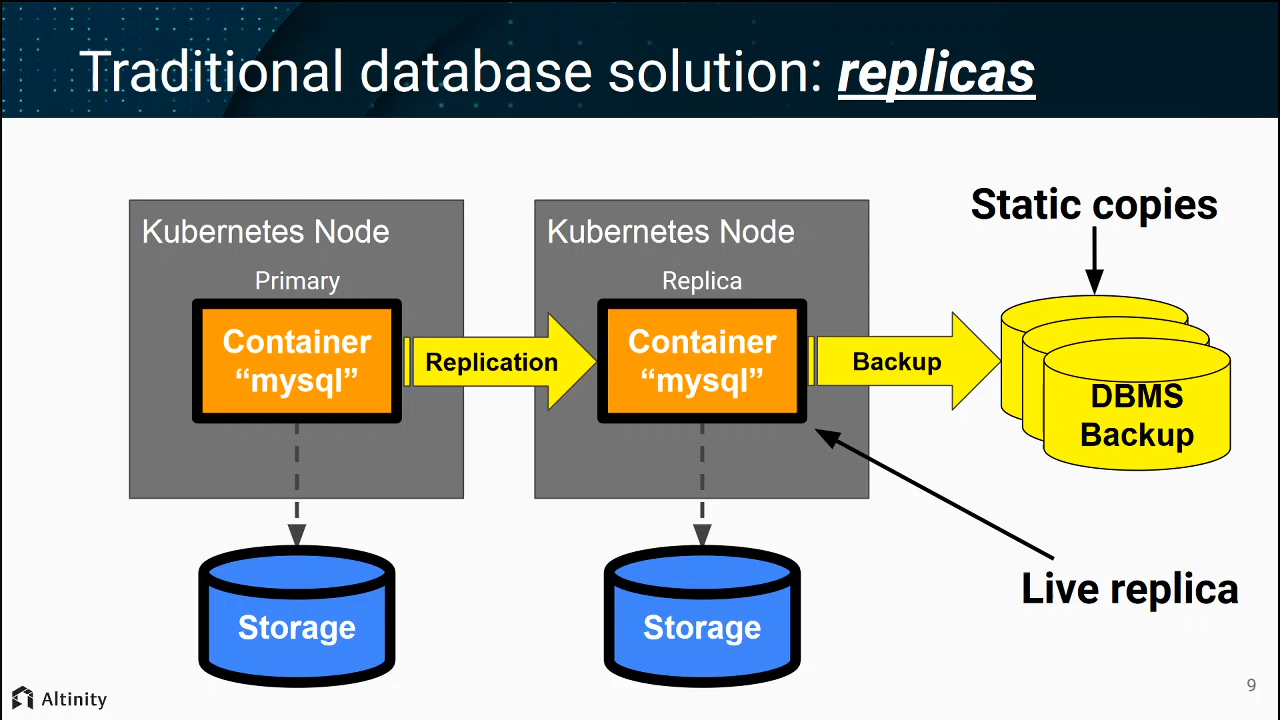 Traditional database solution: replicas
Static copies
Kubernetes Node
Kubernetes Node
Primary
Replica
Container
“mysql”
Replication
Container
“mysql”
Backup
DBMS
Backup
Live replica
Storage
Storage
Altinity
9